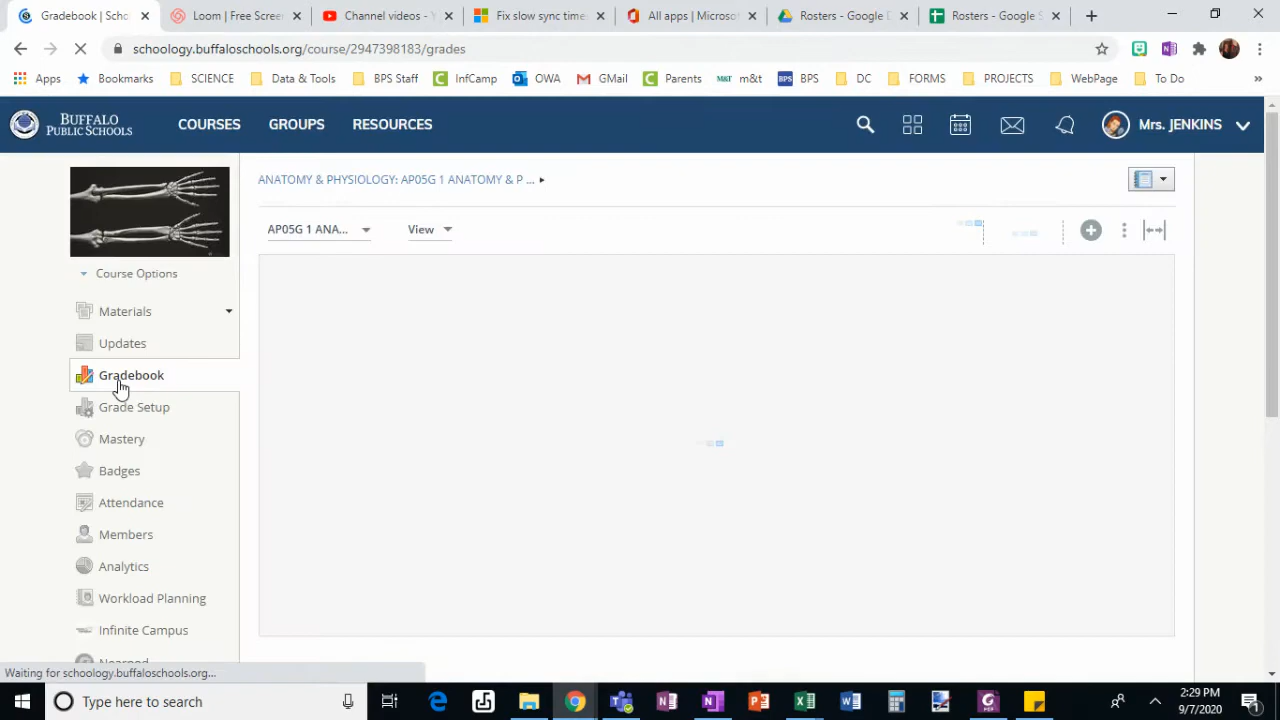 Gradebook | Scho
Loom | Free Scree
Channel videos - Y
Fix slow sync time
All apps | Micros
Rosters - Google D
Rosters - Google S
schoology.buffaloschools.org/course/2947398183/grades
Apps
Bookmarks
SCIENCE
Data & Tools
BPS Staff
InfCamp
OWA
GMail
Parents
m&t
BPS
DC
FORMS
PROJECTS
WebPage
To Do
»
BUFFALO
PUBLIC SCHOOLS
COURSES
GROUPS
RESOURCES
Mrs. JENKINS
ANATOMY & PHYSIOLOGY: AP05G 1 ANATOMY & P ...
AP05G 1 ANA...
View
Course Options
Materials
Updates
Gradebook
Grade Setup
Mastery
Badges
Attendance
Members
Analytics
Workload Planning
Infinite Campus
Nearpod
Waiting for schoology.buffaloschools.org...
Type here to search
2:29 PM
9/7/2020